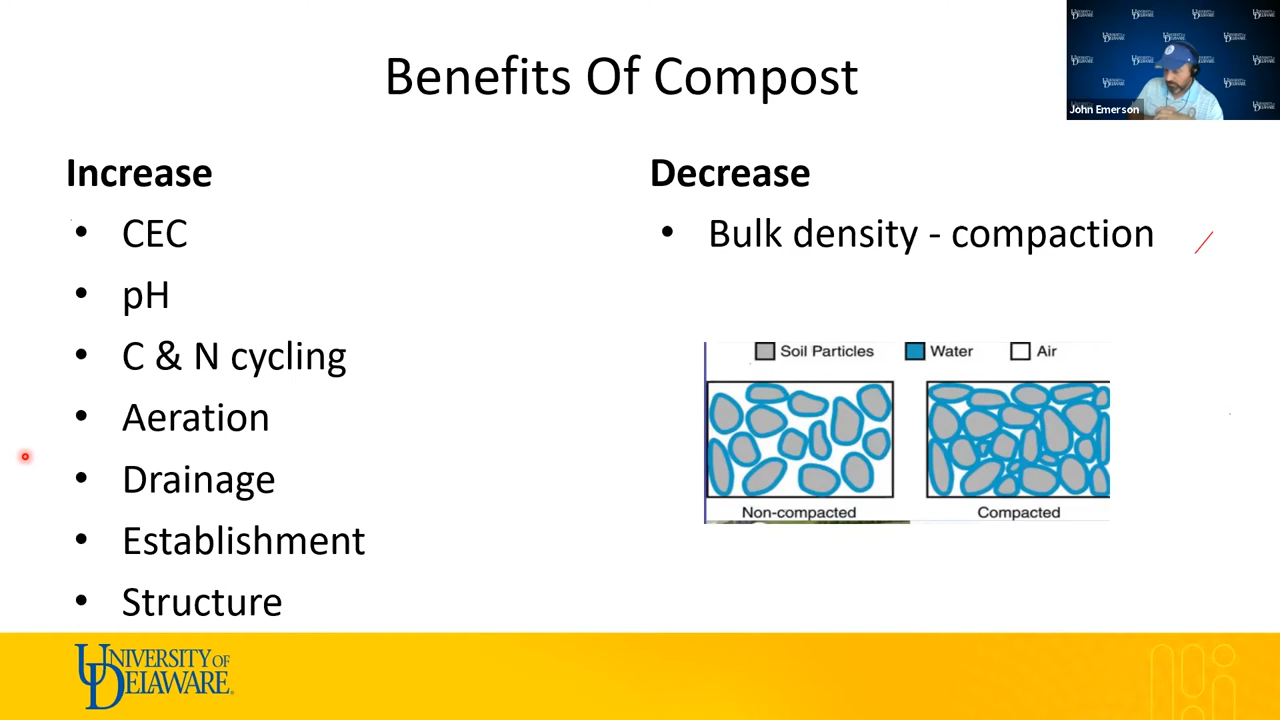 Benefits Of Compost
John Emerson
Increase
• CEC
• pH
• C & N cycling
• Aeration
• Drainage
• Establishment
• Structure
Decrease
• Bulk density - compaction
Soil Particles Water Air
Non-compacted Compacted
UNIVERSITY OF
DELAWARE.